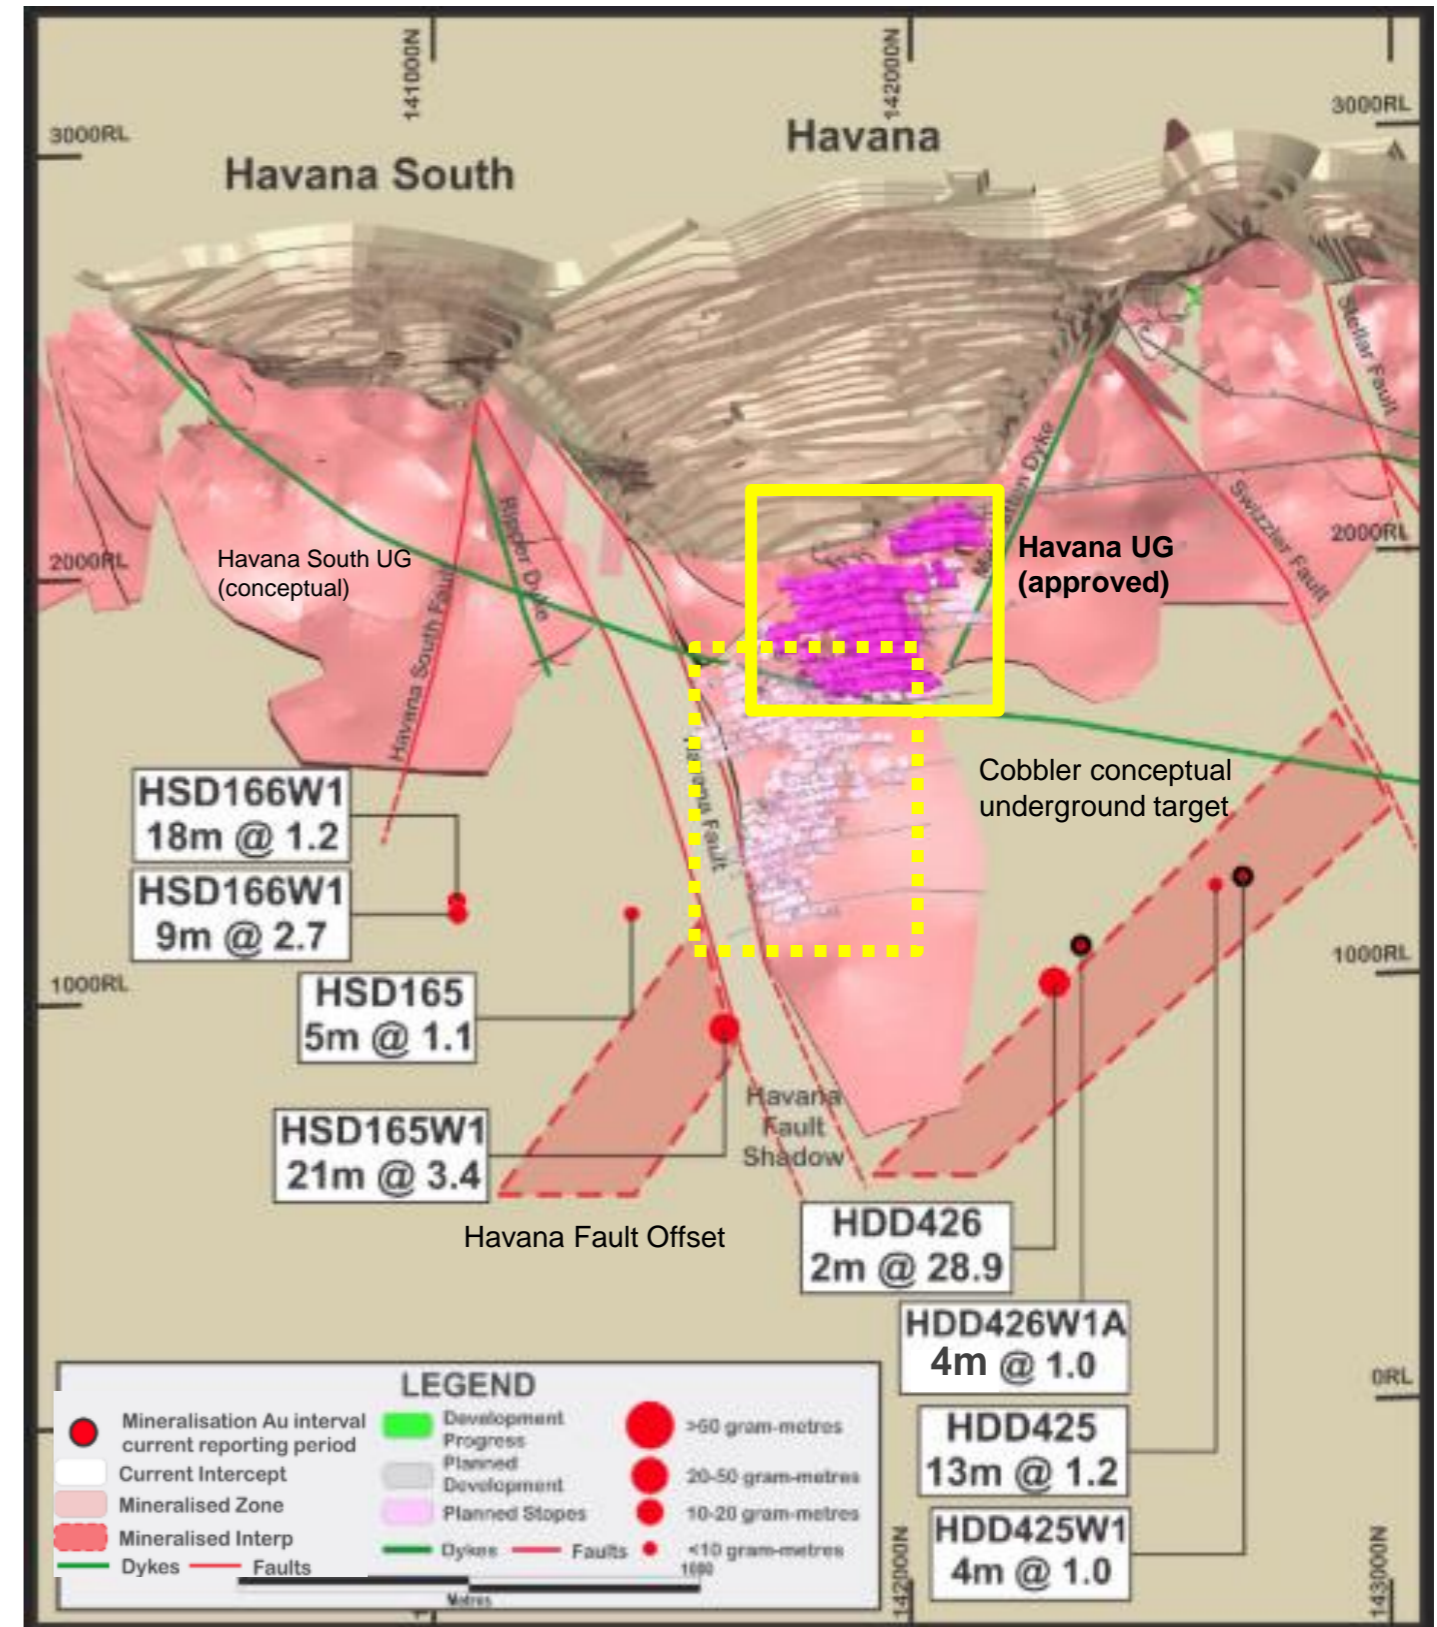 141000N
142000N
3000RL
3000RL
Havana
Havana South
Stellar Fault
Ripper Dyke
Swizzler Fault
Havana South UG
(conceptual)
2000RL
2000RL
Havana UG
(approved)
Havana South Fault
Dyke
Havana Fault
Cobbler conceptual
underground target
HSD166W1
18m @ 1.2
HSD166W1
9m @ 2.7
1000RL
1000RL
HSD165
5m @ 1.1
HSD165W1
21m @ 3.4
Havana
Fault
Shadow
Havana Fault Offset
HDD426
2m @ 28.9
HDD426W1A
4m @ 1.0
HDD425
13m @ 1.2
HDD425W1
4m @ 1.0
0RL
LEGEND
Mineralisation Au interval
current reporting period
Current Intercept
Mineralised Zone
Mineralised Interp
Dykes
Faults
Development
Progress
Planned
Development
Planned Stopes
Dykes
Faults
>60 gram-metres
20-50 gram-metres
10-20 gram-metres
<10 gram-metres
1000
Metres
142000N
143000N